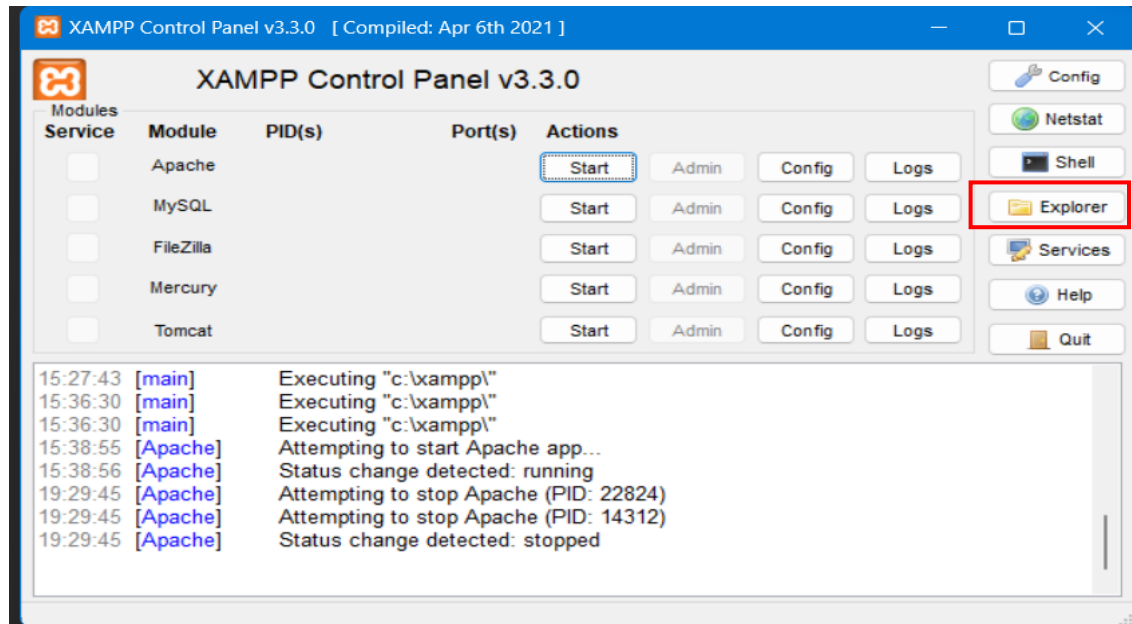 XAMPP Control Panel v3.3.0 [ Compiled: Apr 6th 2021 ]
XAMPP Control Panel v3.3.0
Config
Modules
Service Module PID(s) Port(s) Actions
Netstat
Apache Start Admin Config Logs
Shell
MySQL Start Admin Config Logs
Explorer
FileZilla Start Admin Config Logs
Services
Mercury Start Admin Config Logs
Help
Tomcat Start Admin Config Logs
Quit
15:27:43 [main] Executing "c:\xampp\"
15:36:30 [main] Executing "c:\xampp\"
15:36:30 [main] Executing "c:\xampp\"
15:38:55 [Apache] Attempting to start Apache app...
15:38:56 [Apache] Status change detected: running
19:29:45 [Apache] Attempting to stop Apache (PID: 22824)
19:29:45 [Apache] Attempting to stop Apache (PID: 14312)
19:29:45 [Apache] Status change detected: stopped